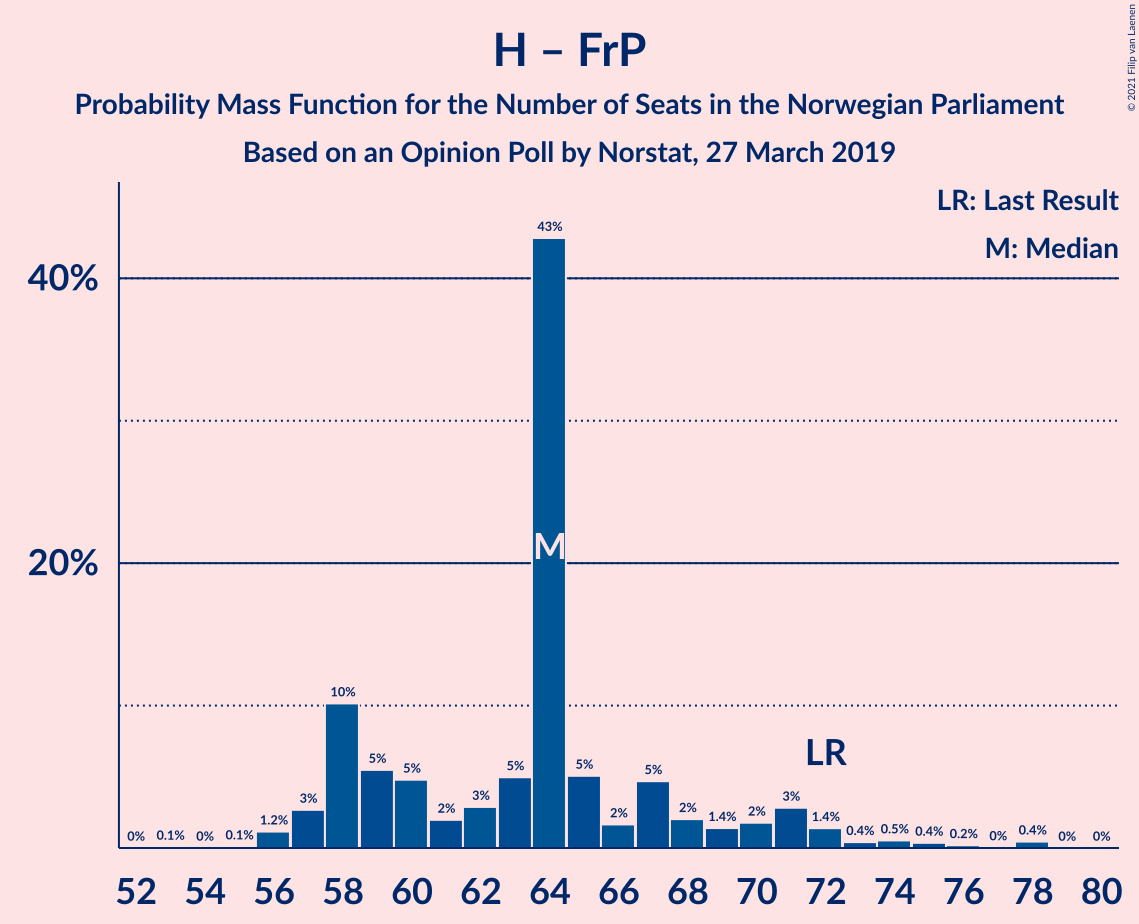 H – FrP
Probability Mass Function for the Number of Seats in the Norwegian Parliament
Based on an Opinion Poll by Norstat, 27 March 2019
© 2021 Filip van Laenen
LR: Last Result
M: Median
40%
20%
0% 0.1% 0% 0.1% 1.2% 3% 10% 5% 5% 2% 3% 5% 43% 5% 2% 5% 2% 1.4% 2% 3% 1.4% 0.4% 0.5% 0.4% 0.2% 0% 0.4% 0% 0%
M
LR
52 54 56 58 60 62 64 66 68 70 72 74 76 78 80